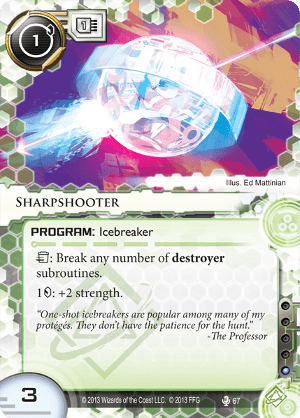 1
Illus. Ed Mattinian
SHARPSHOOTER
PROGRAM: Icebreaker
: Break any number of destroyer
subroutines.
1: +2 strength.
“One-shot icebreakers are popular among many of my
protégés. They don’t have the patience for the hunt.”
-The Professor
3
© 2013 Wizards of the Coast LLC. © 2013 FFG
67